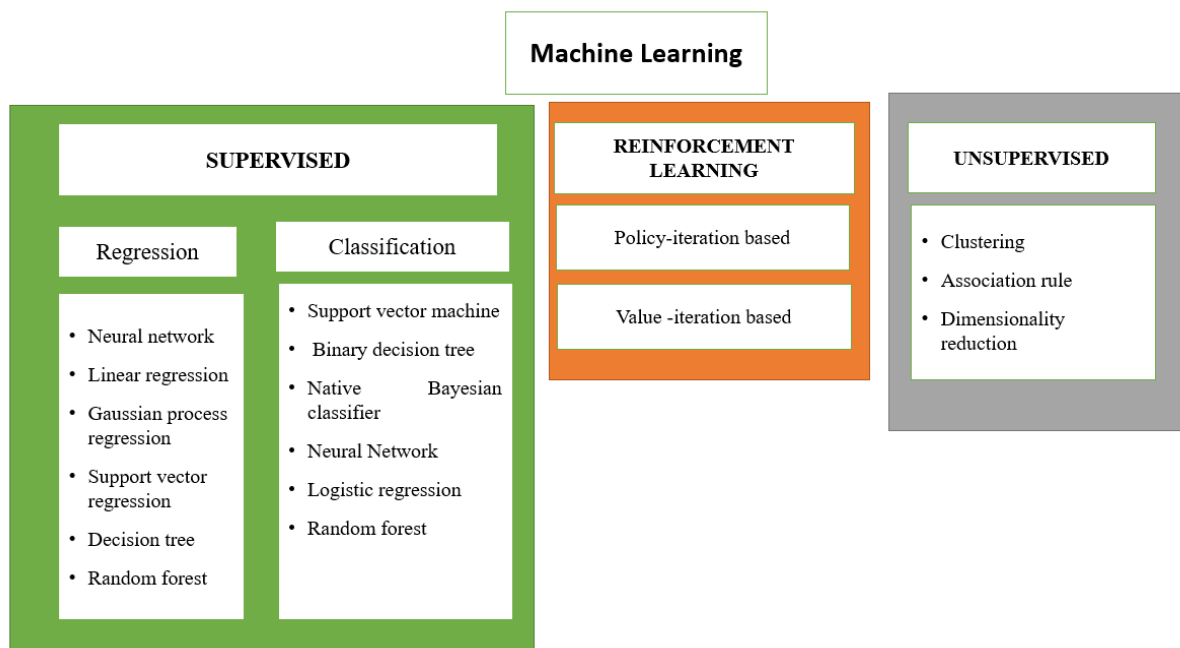 Machine Learning
SUPERVISED
Regression
• Neural network
• Linear regression
• Gaussian process
regression
• Support vector
regression
• Decision tree
• Random forest
Classification
• Support vector machine
• Binary decision tree
• Native Bayesian
classifier
• Neural Network
• Logistic regression
• Random forest
REINFORCEMENT
LEARNING
Policy-iteration based
Value -iteration based
UNSUPERVISED
• Clustering
• Association rule
• Dimensionality
reduction